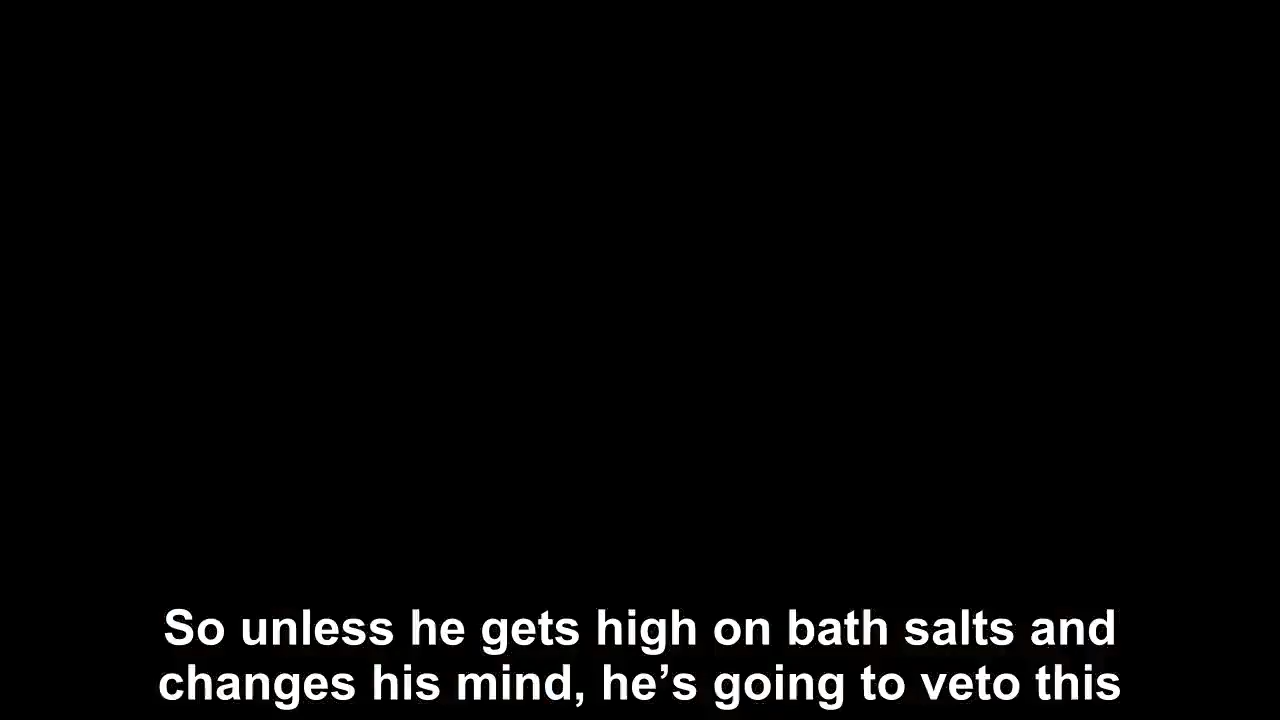 So unless he gets high on bath salts and
changes his mind, he’s going to veto this